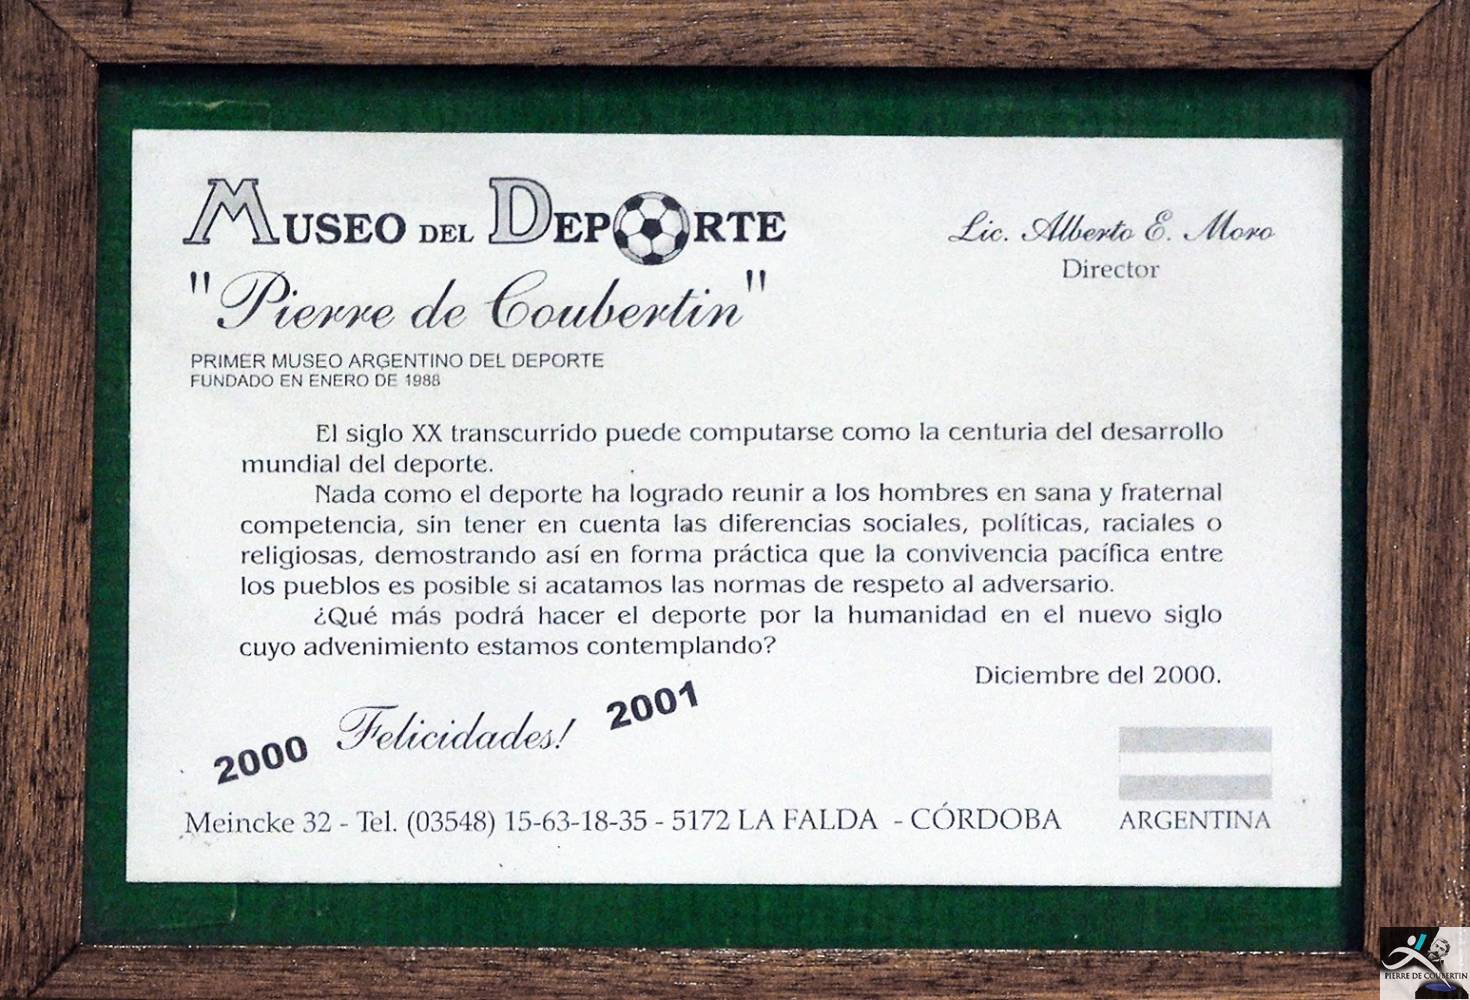 MUSEO DEL DEPORTE
"Pierre de Coubertin"
PRIMER MUSEO ARGENTINO DEL DEPORTE
FUNDADO EN ENERO DE 1988
Lic. Alberto E. Moro
Director
El siglo XX transcurrido puede computarse como la centuria del desarrollo
mundial del deporte.
Nada como el deporte ha logrado reunir a los hombres en sana y fraternal
competencia, sin tener en cuenta las diferencias sociales, políticas, raciales o
religiosas, demostrando así en forma práctica que la convivencia pacífica entre
los pueblos es posible si acatamos las normas de respeto al adversario.
¿Qué más podrá hacer el deporte por la humanidad en el nuevo siglo
cuyo advenimiento estamos contemplando?
Diciembre del 2000.
2000 Felicidades! 2001
Meincke 32 - Tel. (03548) 15-63-18-35 - 5172 LA FALDA - CÓRDOBA
ARGENTINA
PIERRE DE COUBERTIN